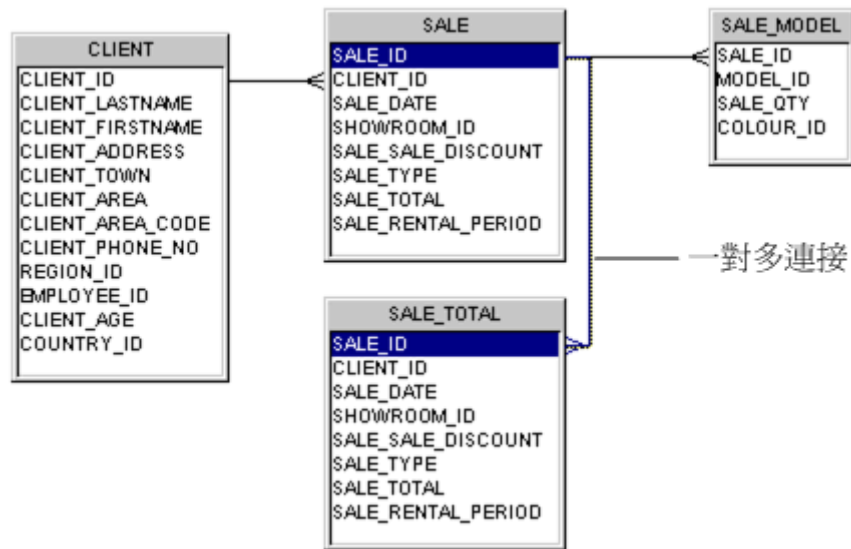 CLIENT
CLIENT_ID
CLIENT_LASTNAME
CLIENT_FIRSTNAME
CLIENT_ADDRESS
CLIENT_TOWN
CLIENT_AREA
CLIENT_AREA_CODE
CLIENT_PHONE_NO
REGION_ID
EMPLOYEE_ID
CLIENT_AGE
COUNTRY_ID
SALE
SALE_ID
CLIENT_ID
SALE_DATE
SHOWROOM_ID
SALE_SALE_DISCOUNT
SALE_TYPE
SALE_TOTAL
SALE_RENTAL_PERIOD
SALE_MODEL
SALE_ID
MODEL_ID
SALE_QTY
COLOUR_ID
一對多連接
SALE_TOTAL
SALE_ID
CLIENT_ID
SALE_DATE
SHOWROOM_ID
SALE_SALE_DISCOUNT
SALE_TYPE
SALE_TOTAL
SALE_RENTAL_PERIOD